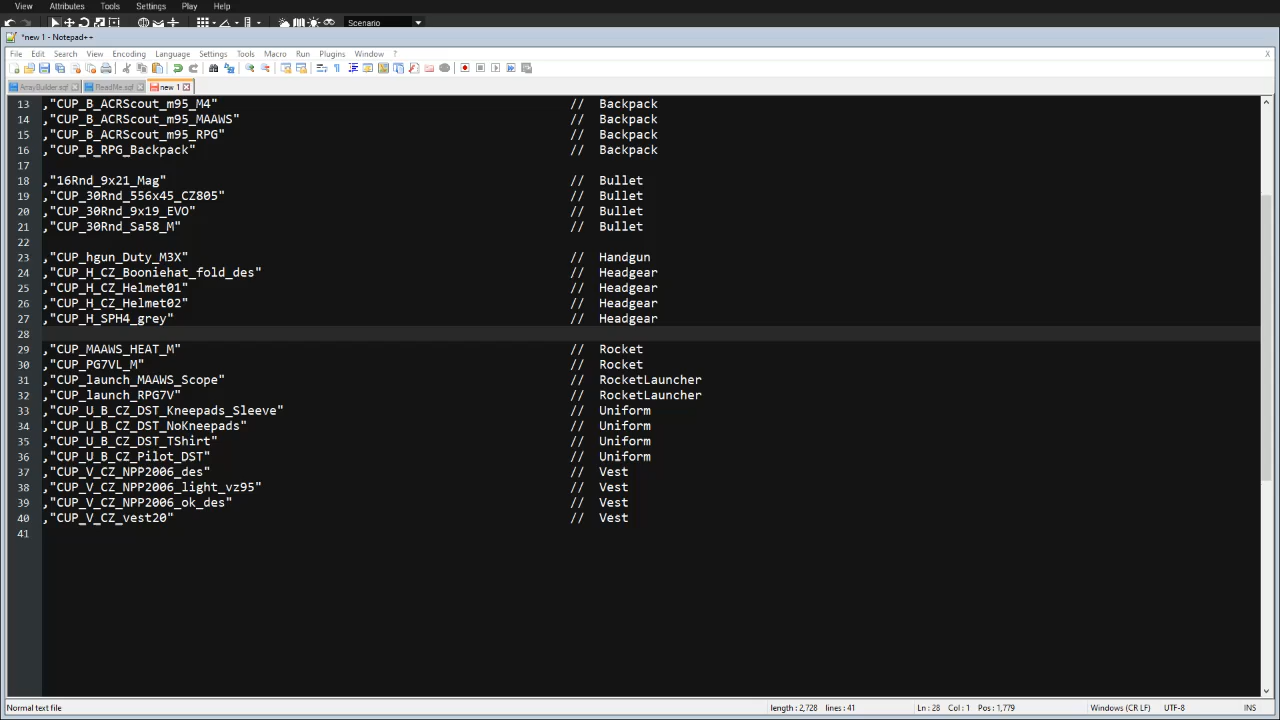 View Attributes Tools Settings Play Help
Scenario
*new 1 - Notepad++
File Edit Search View Encoding Language Settings Tools Macro Run Plugins Window ? X
ArrayBuilder.sqf ReadMe.sqf new 1
13 ,"CUP_B_ACRScout_m95_M4" // Backpack
14 ,"CUP_B_ACRScout_m95_MAAWS" // Backpack
15 ,"CUP_B_ACRScout_m95_RPG" // Backpack
16 ,"CUP_B_RPG_Backpack" // Backpack
17
18 ,"16Rnd_9x21_Mag" // Bullet
19 ,"CUP_30Rnd_556x45_CZ805" // Bullet
20 ,"CUP_30Rnd_9x19_EVO" // Bullet
21 ,"CUP_30Rnd_Sa58_M" // Bullet
22
23 ,"CUP_hgun_Duty_M3X" // Handgun
24 ,"CUP_H_CZ_Booniehat_fold_des" // Headgear
25 ,"CUP_H_CZ_Helmet01" // Headgear
26 ,"CUP_H_CZ_Helmet02" // Headgear
27 ,"CUP_H_SPH4_grey" // Headgear
28
29 ,"CUP_MAAWS_HEAT_M" // Rocket
30 ,"CUP_PG7VL_M" // Rocket
31 ,"CUP_launch_MAAWS_Scope" // RocketLauncher
32 ,"CUP_launch_RPG7V" // RocketLauncher
33 ,"CUP_U_B_CZ_DST_Kneepads_Sleeve" // Uniform
34 ,"CUP_U_B_CZ_DST_NoKneepads" // Uniform
35 ,"CUP_U_B_CZ_DST_TShirt" // Uniform
36 ,"CUP_U_B_CZ_Pilot_DST" // Uniform
37 ,"CUP_V_CZ_NPP2006_des" // Vest
38 ,"CUP_V_CZ_NPP2006_light_vz95" // Vest
39 ,"CUP_V_CZ_NPP2006_ok_des" // Vest
40 ,"CUP_V_CZ_vest20" // Vest
41
Normal text file length : 2,728 lines : 41 Ln : 28 Col : 1 Pos : 1,779 Windows (CR LF) UTF-8 INS